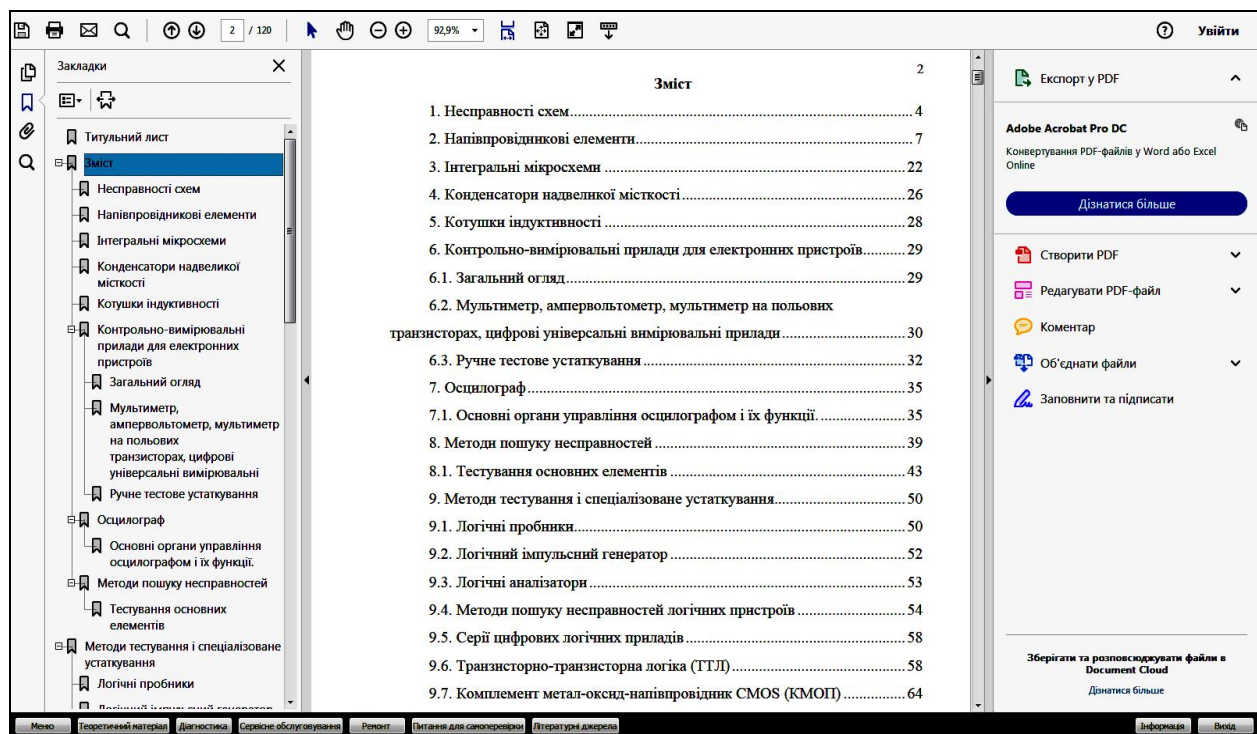 2 / 120
92,9%
Увійти
Закладки
Титульний лист
Зміст
Несправності схем
Напівпровідникові елементи
Інтегральні мікросхеми
Конденсатори надвеликої
місткості
Котушки індуктивності
Контрольно-вимірювальні
прилади для електронних
пристроїв
Загальний огляд
Мультиметр,
ампервольтометр, мультиметр
на польових
транзисторах, цифрові
універсальні вимірювальні
Ручне тестове устаткування
Осцилограф
Основні органи управління
осцилографом і їх функції.
Методи пошуку несправностей
Тестування основних
елементів
Методи тестування і спеціалізоване
устаткування
Логічні пробники
Логічний імпульсний генератор
2
Зміст
1. Несправності схем 4
2. Напівпровідникові елементи 7
3. Інтегральні мікросхеми 22
4. Конденсатори надвеликої місткості 26
5. Котушки індуктивності 28
6. Контрольно-вимірювальні прилади для електронних пристроїв 29
6.1. Загальний огляд 29
6.2. Мультиметр, ампервольтометр, мультиметр на польових
транзисторах, цифрові універсальні вимірювальні прилади 30
6.3. Ручне тестове устаткування 32
7. Осцилограф 35
7.1. Основні органи управління осцилографом і їх функції. 35
8. Методи пошуку несправностей 39
8.1. Тестування основних елементів 43
9. Методи тестування і спеціалізоване устаткування 50
9.1. Логічні пробники 50
9.2. Логічний імпульсний генератор 52
9.3. Логічні аналізатори 53
9.4. Методи пошуку несправностей логічних пристроїв 54
9.5. Серії цифрових логічних приладів 58
9.6. Транзисторно-транзисторна логіка (ТТЛ) 58
9.7. Комплемент метал-оксид-напівпровідник CMOS (КМОП) 64
Експорт у PDF
Adobe Acrobat Pro DC
Конвертування PDF-файлів у Word або Excel
Online
Дізнатися більше
Створити PDF
Редагувати PDF-файл
Коментар
Об'єднати файли
Заповнити та підписати
Зберігати та розповсюджувати файли в
Document Cloud
Дізнатися більше
Меню Теоретичний матеріал Діагностика Сервісне обслуговування Ремонт Питання для самоперевірки Літературні джерела Інформація Вихід